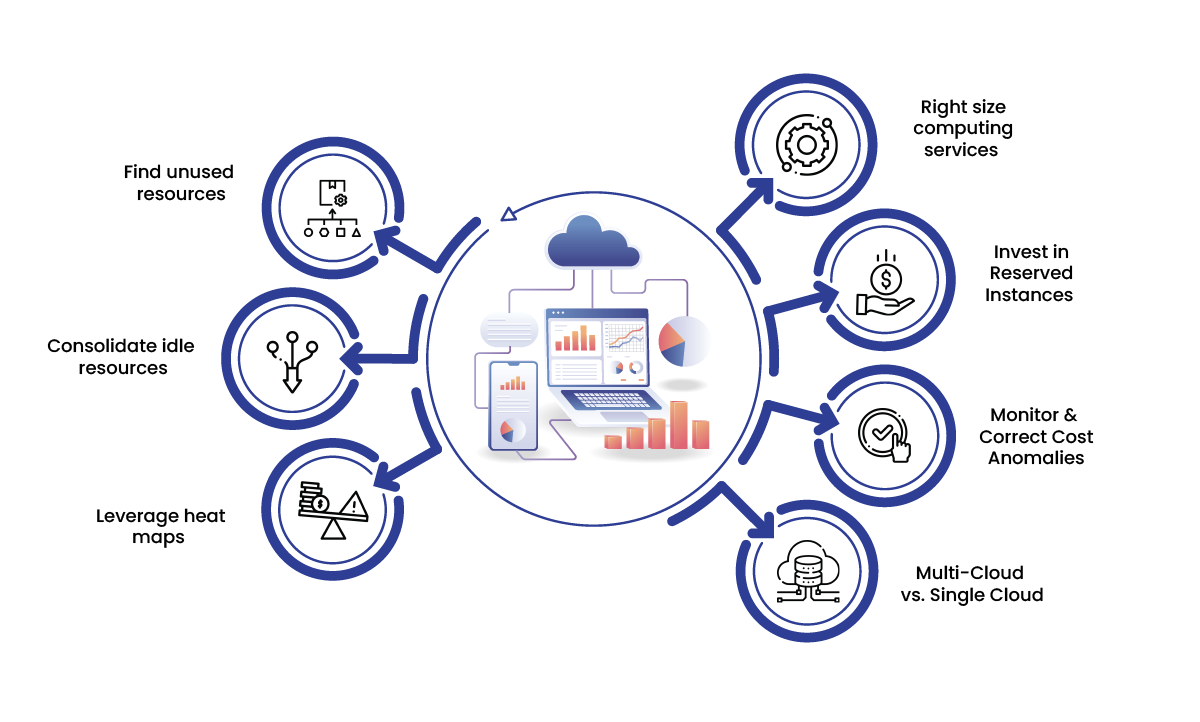 Find unused
resources
Consolidate idle
resources
Leverage heat
maps
Right size
computing
services
Invest in
Reserved
Instances
Monitor &
Correct Cost
Anomalies
Multi-Cloud
vs. Single Cloud